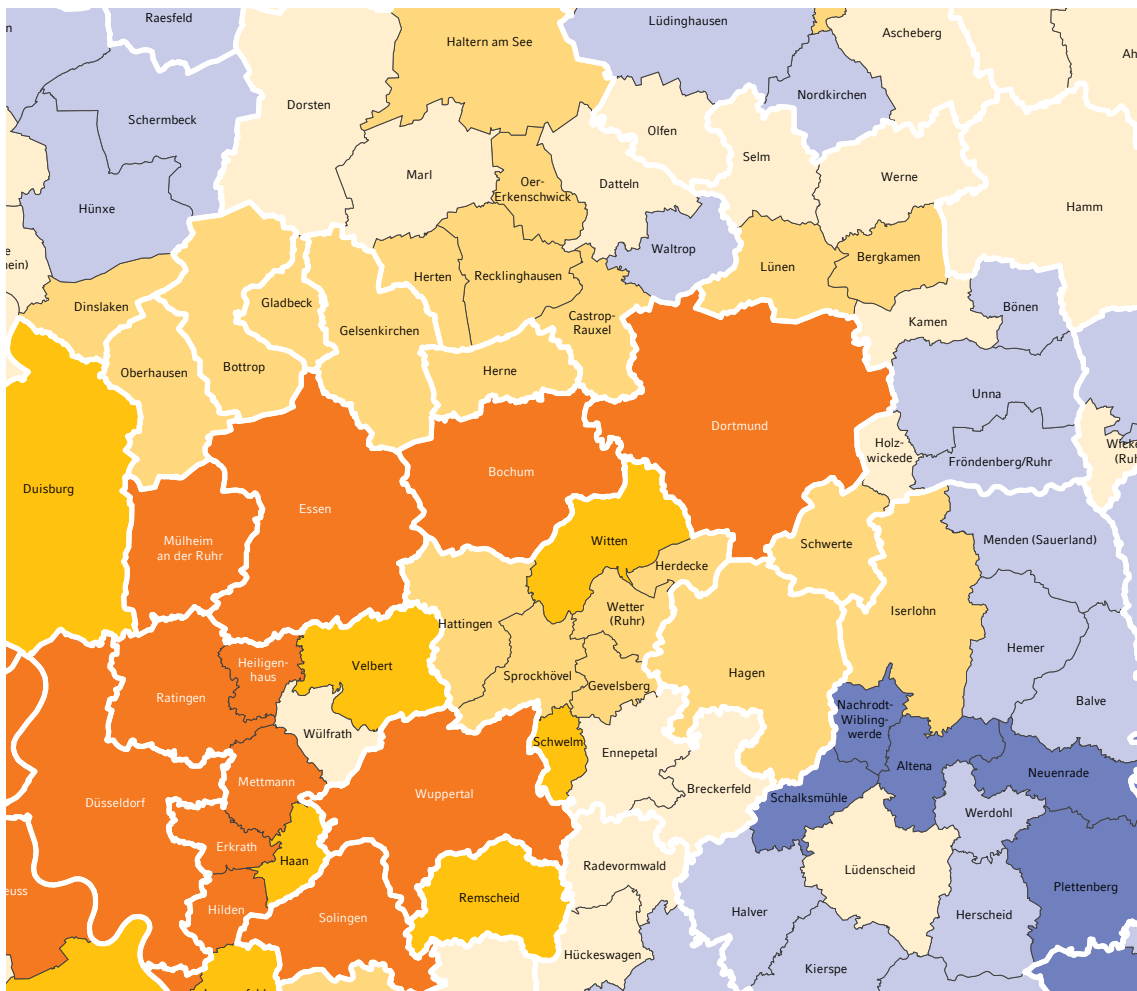 Raesfeld
Lüdinghausen
Ascheberg
Haltern am See
Nordkirchen
Dorsten
Schermbeck
Olfen
Selm
Marl
Werne
Oer-
Erkenschwick
Datteln
Hünxe
Hamm
Waltrop
Bergkamen
Lünen
Herten
Recklinghausen
Dinslaken
Gladbeck
Bönen
Castrop-
Rauxel
Kamen
Gelsenkirchen
Bottrop
Oberhausen
Herne
Unna
Dortmund
Holz-
wickede
Fröndenberg/Ruhr
Bochum
Duisburg
Essen
Mülheim
an der Ruhr
Witten
Menden (Sauerland)
Schwerte
Herdecke
Iserlohn
Wetter
(Ruhr)
Hattingen
Hemer
Velbert
Heiligen-
haus
Sprockhövel
Hagen
Gevelsberg
Ratingen
Balve
Nachrodt-
Wibling-
werde
Wülfrath
Schwelm
Ennepetal
Altena
Neuenrade
Mettmann
Breckerfeld
Wuppertal
Schalksmühle
Düsseldorf
Werdohl
Erkrath
Haan
Radevormwald
Lüdenscheid
Plettenberg
Remscheid
Hilden
Solingen
Halver
Herscheid
Hückeswagen
Kierspe